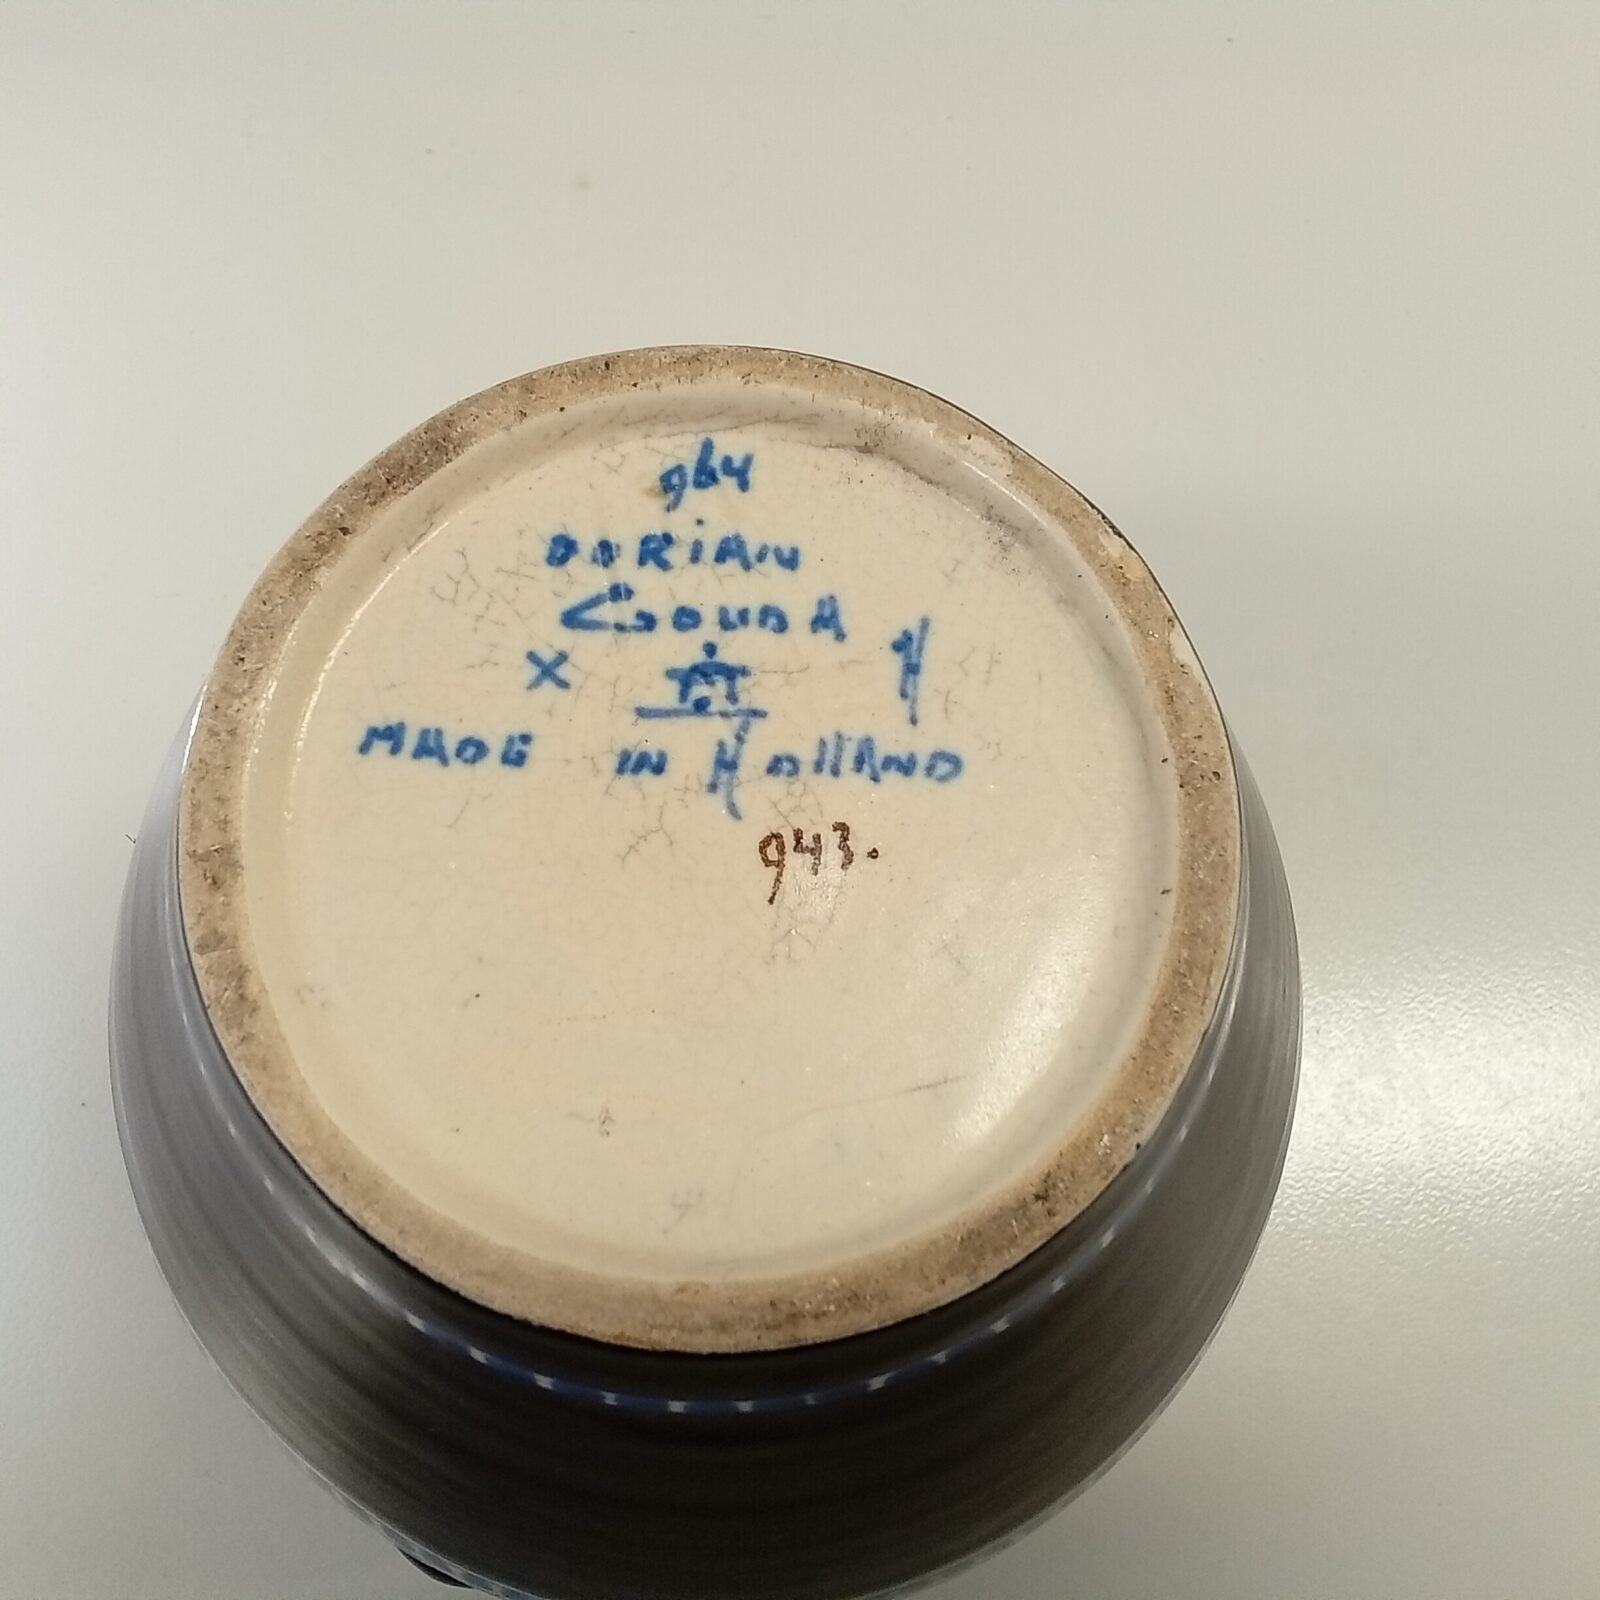 964
DORIAN
GOUDA
X
MADE IN HOLLAND
943.